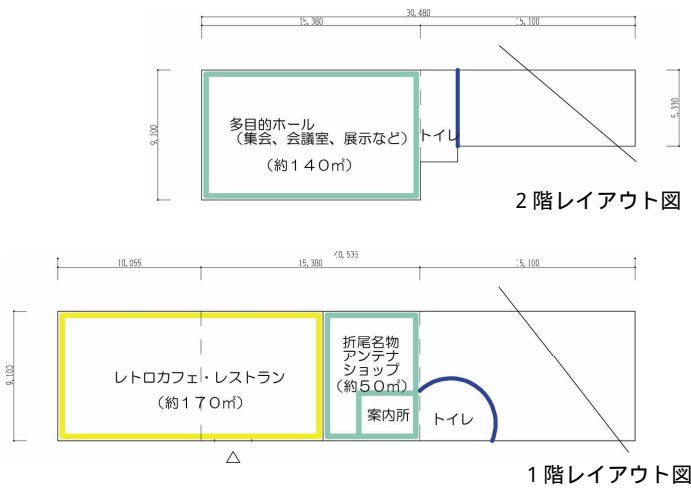 30,480
15,380
15,100
9,100
5,330
多目的ホール
(集会、会議室、展示など)
(約140㎡)
トイレ
2階レイアウト図
40,535
10,055
15,380
15,100
9,100
レトロカフェ・レストラン
(約170㎡)
折尾名物
アンテナ
ショップ
(約50㎡)
案内所
トイレ
1階レイアウト図